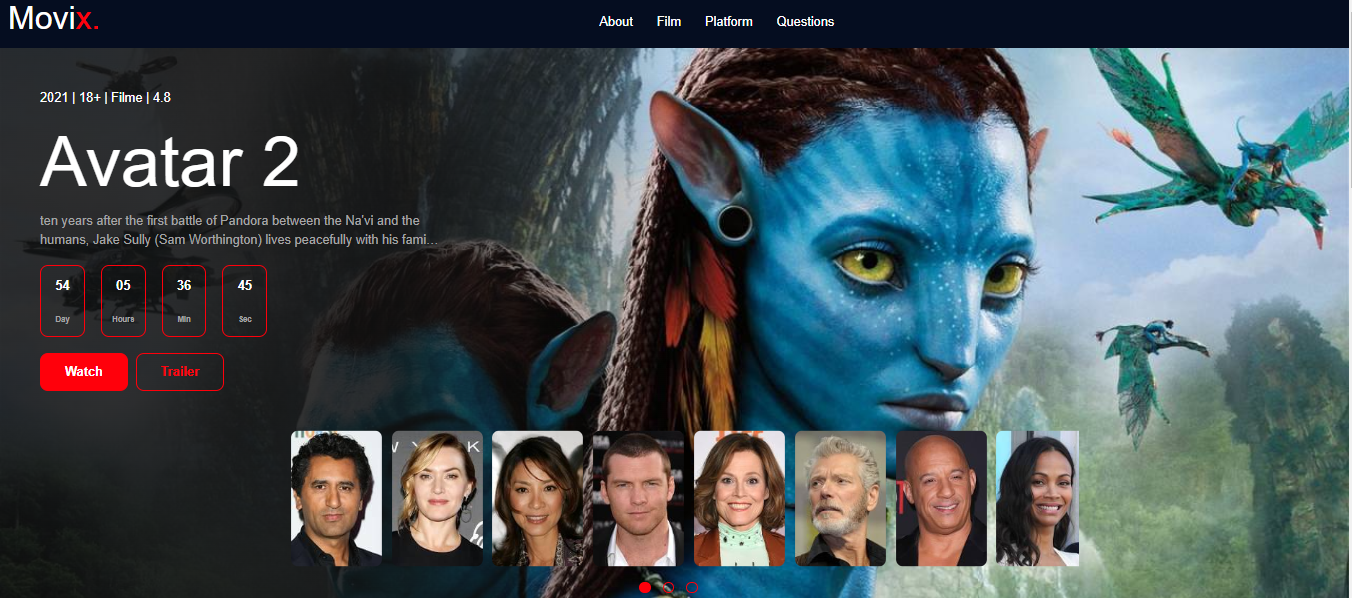 Movix.
About Film Platform Questions
2021 | 18+ | Filme | 4.8
Avatar 2
ten years after the first battle of Pandora between the Na'vi and the
humans, Jake Sully (Sam Worthington) lives peacefully with his fami...
54 05 36 45
Day Hours Min Sec
Watch Trailer